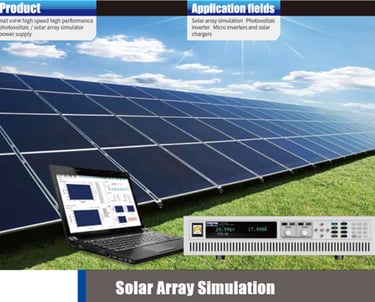 Product
high speed high performance
photovoltaic / solar array simulator
power supply
Application fields
Solar array simulation Photovoltaic
inverter Micro inverters and solar
chargers
Solar Array Simulation